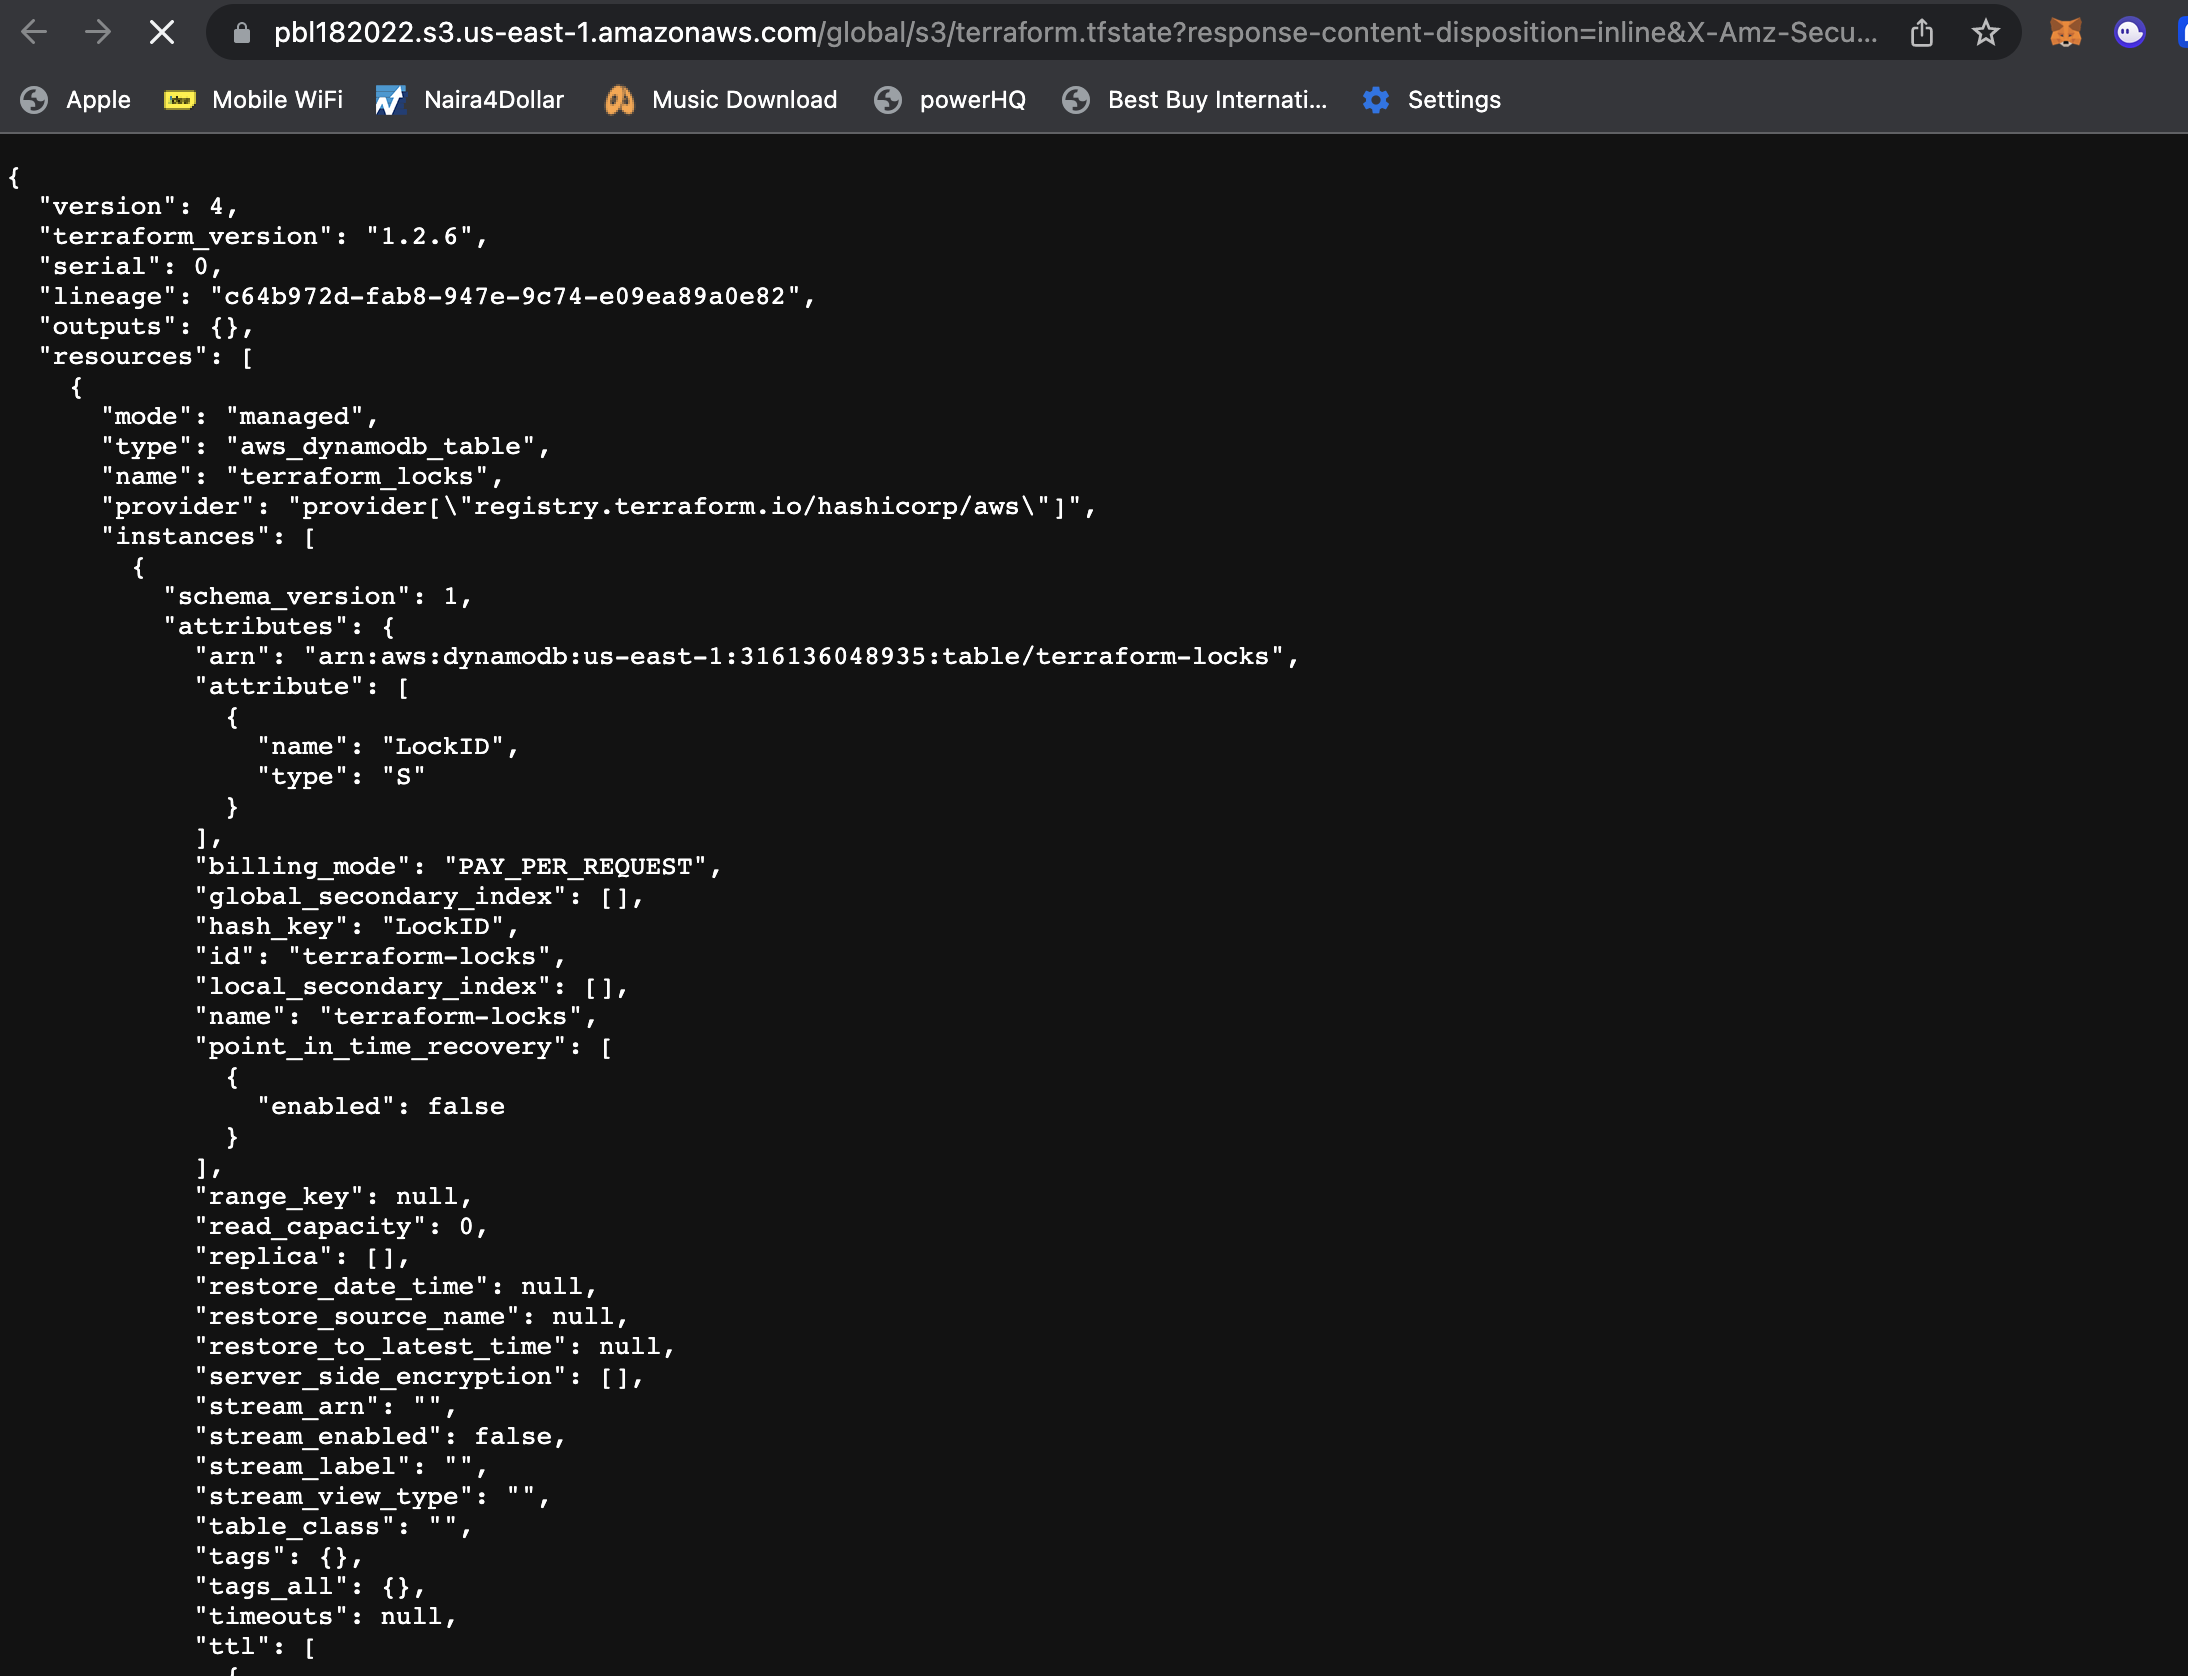 pbl182022.s3.us-east-1.amazonaws.com/global/s3/terraform.tfstate?response-content-disposition=inline&X-Amz-Secu...
Apple Mobile WiFi Naira4Dollar Music Download powerHQ Best Buy Internati... Settings
{
  "version": 4,
  "terraform_version": "1.2.6",
  "serial": 0,
  "lineage": "c64b972d-fab8-947e-9c74-e09ea89a0e82",
  "outputs": {},
  "resources": [
    {
      "mode": "managed",
      "type": "aws_dynamodb_table",
      "name": "terraform_locks",
      "provider": "provider[\"registry.terraform.io/hashicorp/aws\"]",
      "instances": [
        {
          "schema_version": 1,
          "attributes": {
            "arn": "arn:aws:dynamodb:us-east-1:316136048935:table/terraform-locks",
            "attribute": [
              {
                "name": "LockID",
                "type": "S"
              }
            ],
            "billing_mode": "PAY_PER_REQUEST",
            "global_secondary_index": [],
            "hash_key": "LockID",
            "id": "terraform-locks",
            "local_secondary_index": [],
            "name": "terraform-locks",
            "point_in_time_recovery": [
              {
                "enabled": false
              }
            ],
            "range_key": null,
            "read_capacity": 0,
            "replica": [],
            "restore_date_time": null,
            "restore_source_name": null,
            "restore_to_latest_time": null,
            "server_side_encryption": [],
            "stream_arn": "",
            "stream_enabled": false,
            "stream_label": "",
            "stream_view_type": "",
            "table_class": "",
            "tags": {},
            "tags_all": {},
            "timeouts": null,
            "ttl": [
              {